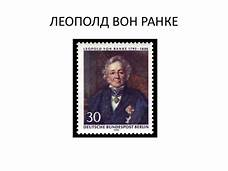 ЛЕОПОЛД ВОН РАНКЕ
LEOPOLD VON RANKE 1795 - 1886
30
DEUTSCHE BUNDESPOST BERLIN